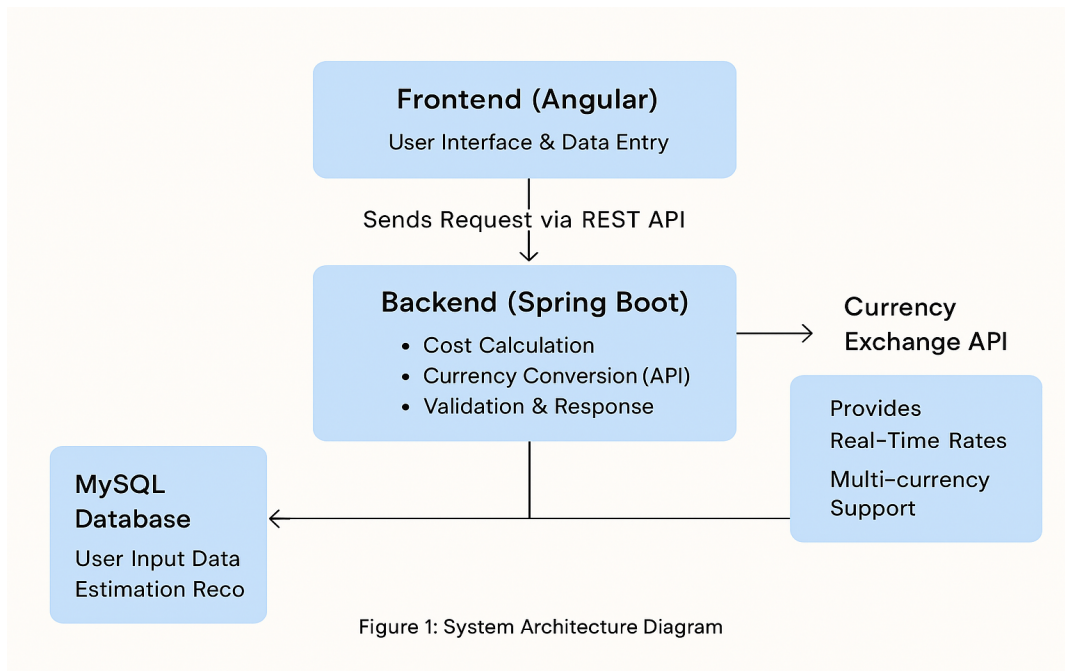 Frontend (Angular)
User Interface & Data Entry
Sends Request via REST API
Backend (Spring Boot)
• Cost Calculation
• Currency Conversion (API)
• Validation & Response
Currency
Exchange API
Provides
Real-Time Rates
Multi-currency
Support
MySQL
Database
User Input Data
Estimation Reco
Figure 1: System Architecture Diagram